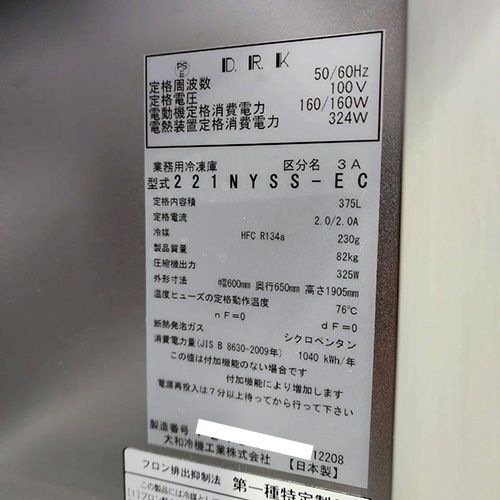 PS
E
D.R.K
定格周波数 50/60Hz
定格電圧 100V
電動機定格消費電力 160/160W
電熱装置定格消費電力 324W
業務用冷凍庫 区分名 3A
型式 221NYSS-EC
定格内容積 375L
定格電流 2.0/2.0A
冷媒 HFC R134a 230g
製品質量 82kg
圧縮機出力 325W
外形寸法 幅600mm 奥行650mm 高さ1905mm
温度ヒューズの定格動作温度 76℃
nF=0 dF=0
断熱発泡ガス シクロペンタン
消費電力量(JIS B 8630-2009年) 1040 kWh/年
この値は付加機能のない場合です
付加機能により増加します
電源再投入は7分以上待ってから行って下さい
製造番号 12208
大和冷機工業株式会社 【日本製】
フロン排出抑制法 第一種特定製